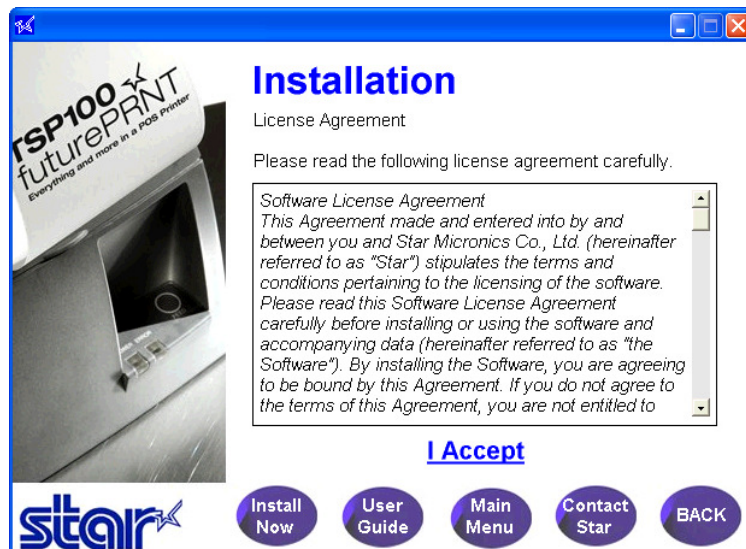 TSP100
futurePRNT
Everything and more in a POS Printer
POWER ERROR
Installation
License Agreement
Please read the following license agreement carefully.
Software License Agreement
This Agreement made and entered into by and
between you and Star Micronics Co., Ltd. (hereinafter
referred to as "Star") stipulates the terms and
conditions pertaining to the licensing of the software.
Please read this Software License Agreement
carefully before installing or using the software and
accompanying data (hereinafter referred to as "the
Software"). By installing the Software, you are agreeing
to be bound by this Agreement. If you do not agree to
the terms of this Agreement, you are not entitled to
I Accept
star
Install
Now
User
Guide
Main
Menu
Contact
Star
BACK